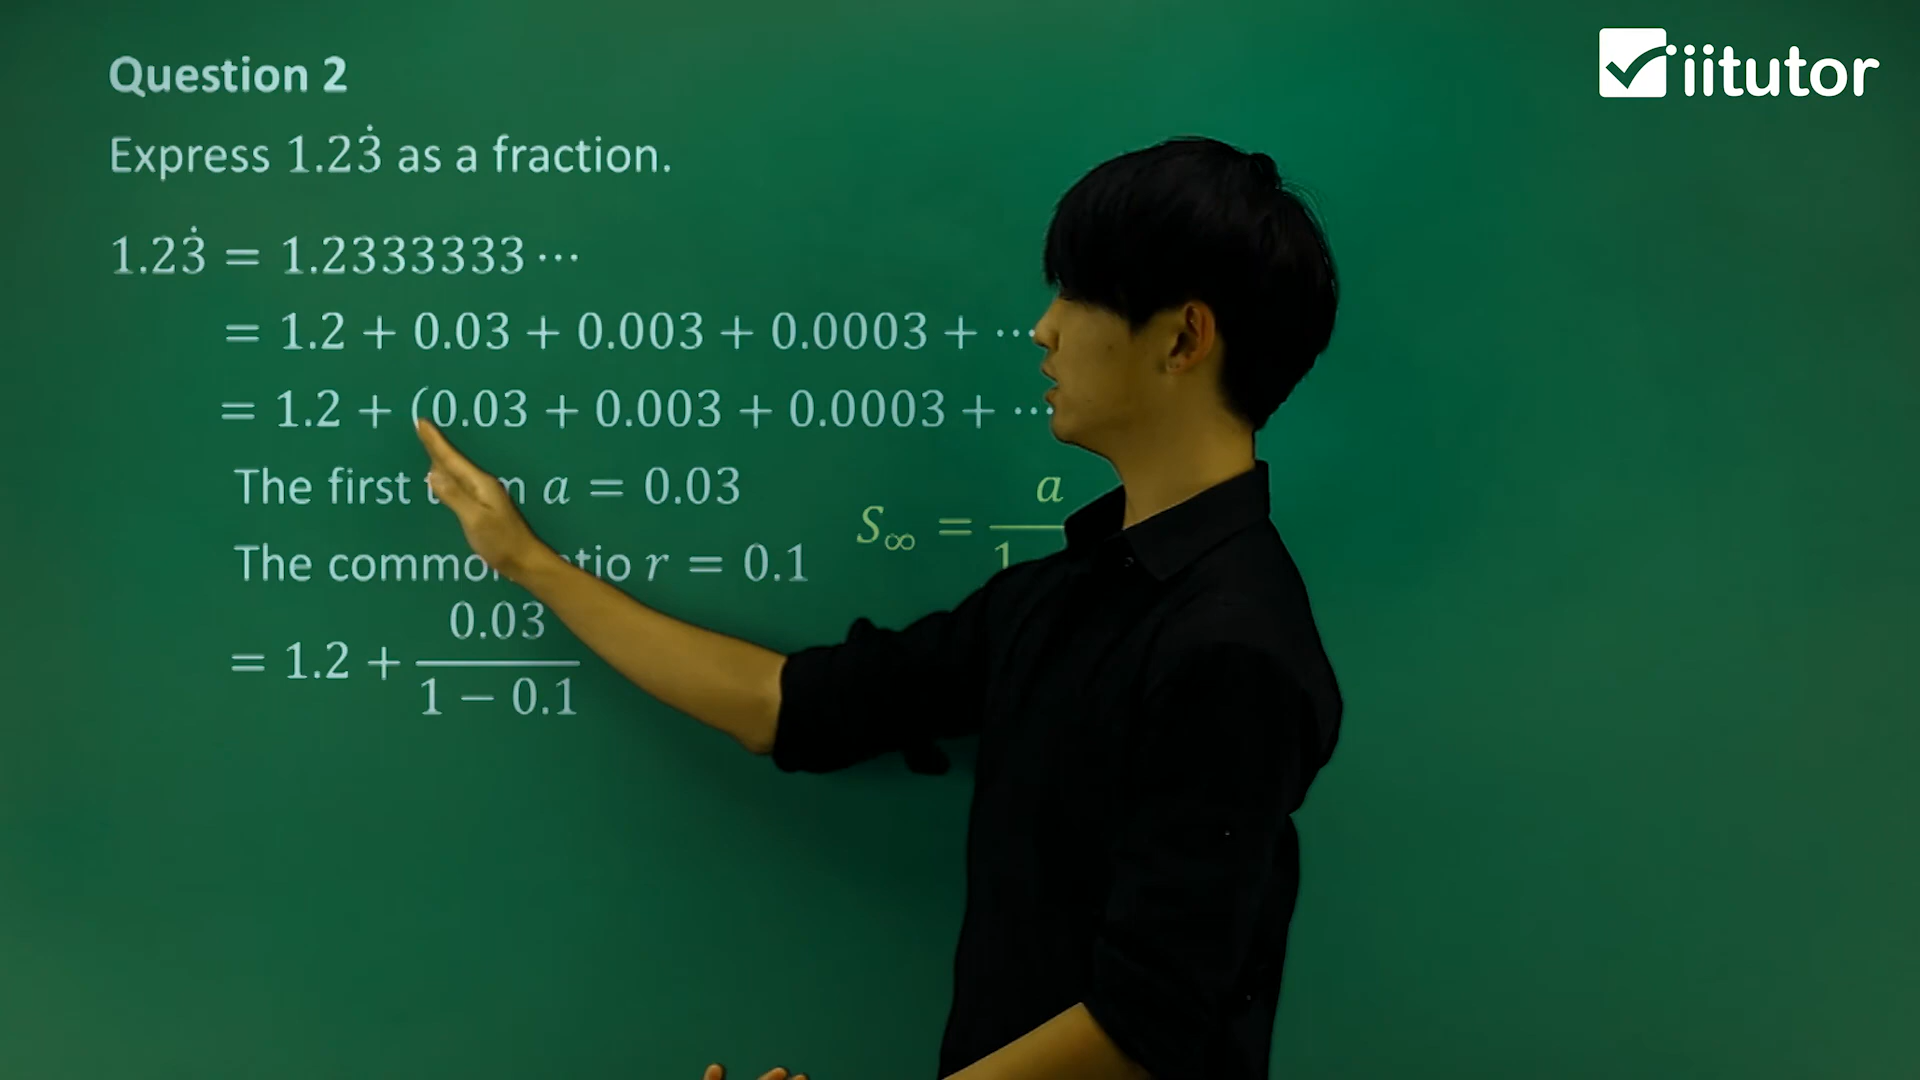 Question 2
iitutor
Express 1.23̇ as a fraction.
1.23̇ = 1.2333333⋯
= 1.2 + 0.03 + 0.003 + 0.0003 + ⋯
= 1.2 + (0.03 + 0.003 + 0.0003 + ⋯
The first a = 0.03
The r = 0.1
S∞ = a / 1
= 1.2 + 0.03 / 1 − 0.1